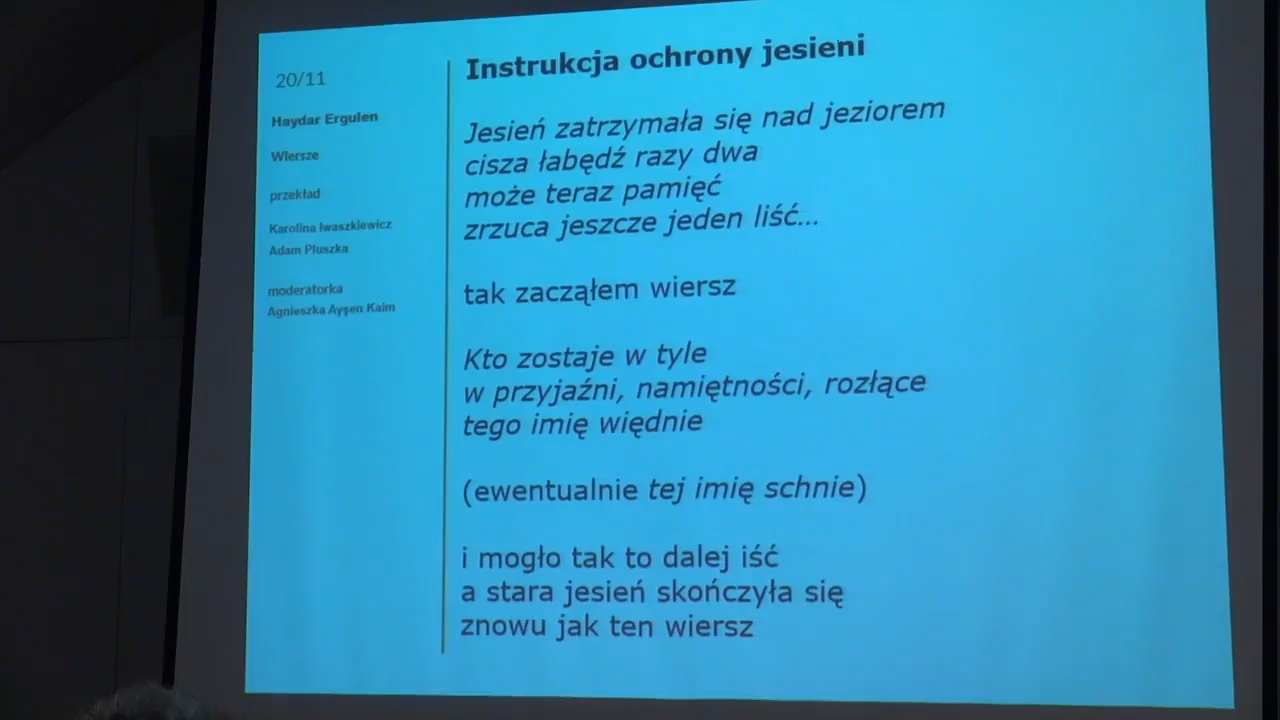 20/11
Haydar Ergulen
Wiersze
przekład
Karolina Iwaszkiewicz
Adam Pluszka
moderatorka
Agnieszka Ayşen Kaim
Instrukcja ochrony jesieni
Jesień zatrzymała się nad jeziorem
cisza łabędź razy dwa
może teraz pamięć
zrzuca jeszcze jeden liść...
tak zacząłem wiersz
Kto zostaje w tyle
w przyjaźni, namiętności, rozłące
tego imię więdnie
(ewentualnie tej imię schnie)
i mogło tak to dalej iść
a stara jesień skończyła się
znowu jak ten wiersz